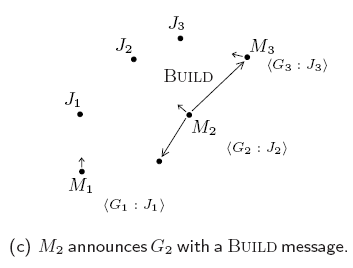 J₃
J₂
M₃
⟨G₃ : J₃⟩
BUILD
J₁
M₂
⟨G₂ : J₂⟩
M₁
⟨G₁ : J₁⟩
(c) M₂ announces G₂ with a BUILD message.